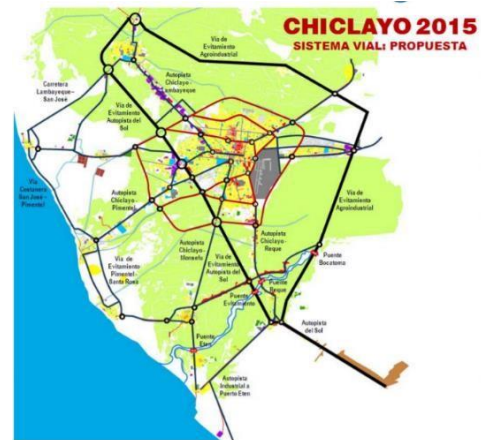 CHICLAYO 2015
SISTEMA VIAL: PROPUESTA
Vía de
Evitamiento
Agroindustrial
Carretera
Lambayeque-
San José
Autopista
Chiclayo-
Lambayeque
Vía de
Evitamiento
Autopista del
Sol
Vía
Costanera
San José-
Pimentel
Autopista
Chiclayo-
Pimentel
Vía de
Evitamiento
Agroindustrial
Vía de
Evitamiento
Pimentel-
Santa Rosa
Autopista
Chiclayo-
Vía de
Evitamiento
Autopista del
Sol
Autopista
Chiclayo-
Reque
Puente
Bocatoma
Puente
Evitamiento
Puente
Reque
Puente
Eten
Autopista
del Sol
Autopista
Industrial a
Puerto Eten